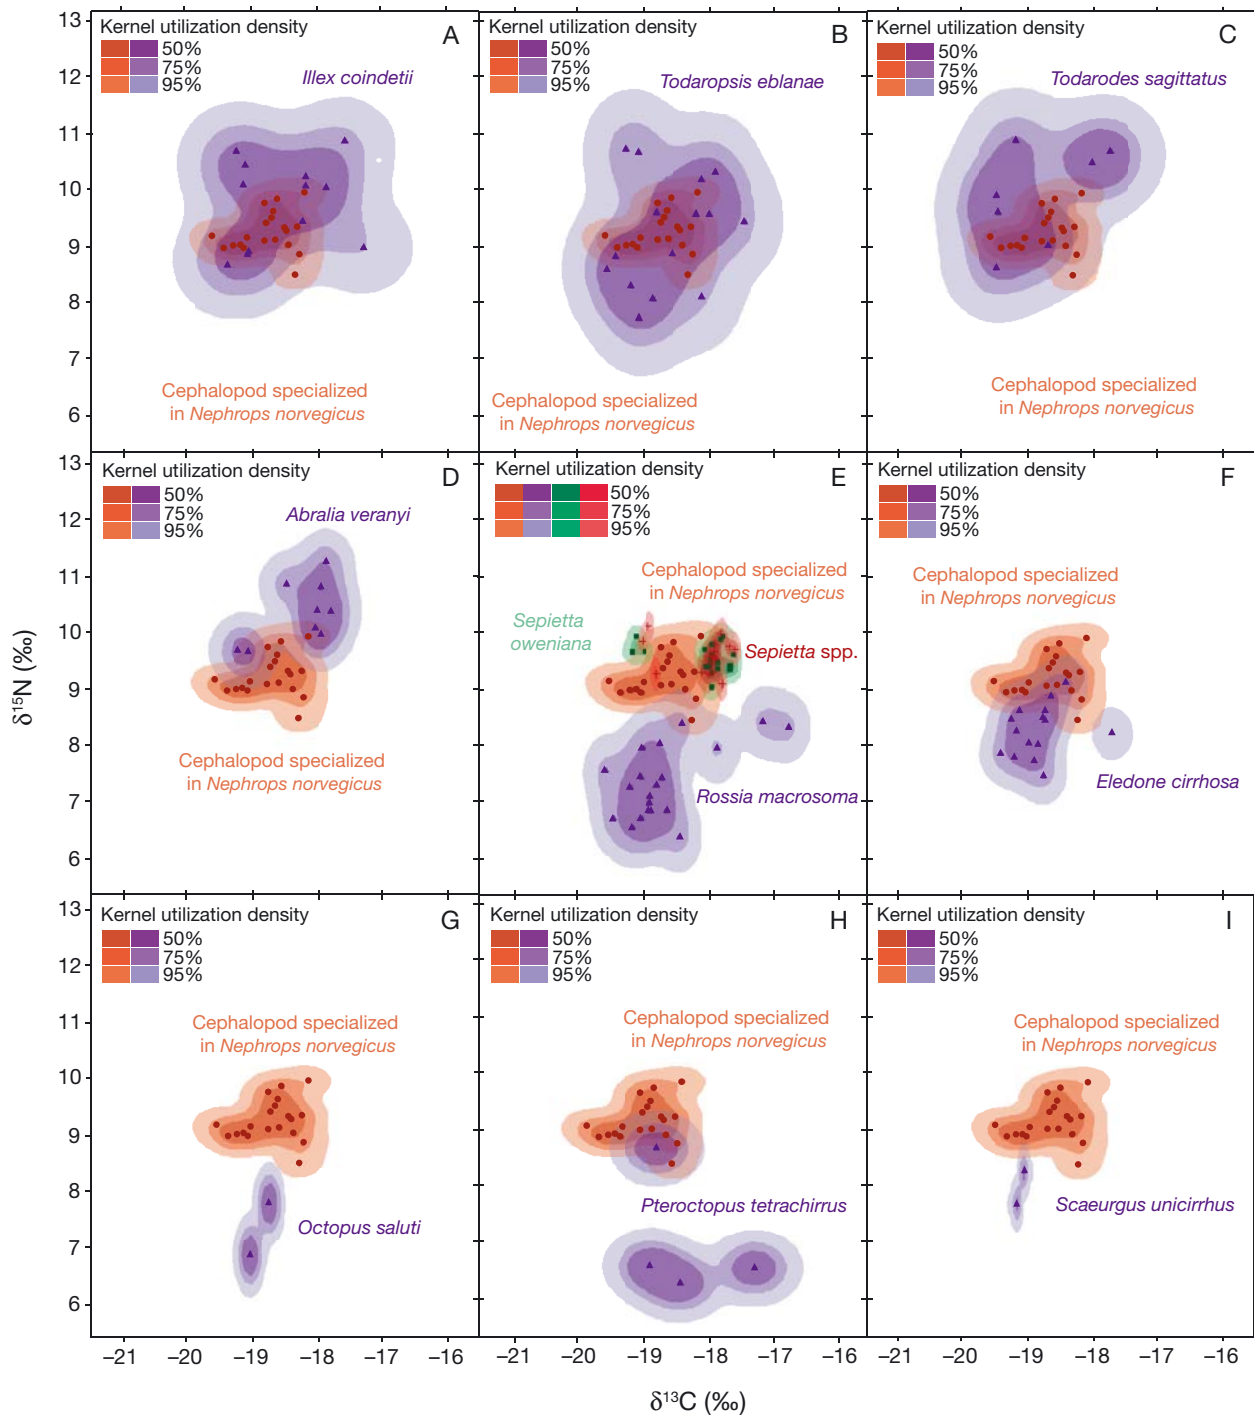 Kernel utilization density
A
50%
75%
95%
Illex coindetii
Cephalopod specialized
in Nephrops norvegicus
Kernel utilization density
B
50%
75%
95%
Todaropsis eblanae
Cephalopod specialized
in Nephrops norvegicus
Kernel utilization density
C
50%
75%
95%
Todarodes sagittatus
Cephalopod specialized
in Nephrops norvegicus
13
12
11
10
9
8
7
6
Kernel utilization density
D
50%
75%
95%
Abralia veranyi
Cephalopod specialized
in Nephrops norvegicus
Kernel utilization density
E
50%
75%
95%
Cephalopod specialized
in Nephrops norvegicus
Sepietta
oweniana
Sepietta spp.
Rossia macrosoma
Kernel utilization density
F
50%
75%
95%
Cephalopod specialized
in Nephrops norvegicus
Eledone cirrhosa
13
12
11
10
9
8
7
6
δ15N (‰)
Kernel utilization density
G
50%
75%
95%
Cephalopod specialized
in Nephrops norvegicus
Octopus saluti
Kernel utilization density
H
50%
75%
95%
Cephalopod specialized
in Nephrops norvegicus
Pteroctopus tetrachirrus
Kernel utilization density
I
50%
75%
95%
Cephalopod specialized
in Nephrops norvegicus
Scaeurgus unicirrhus
13
12
11
10
9
8
7
6
–21 –20 –19 –18 –17 –16
–21 –20 –19 –18 –17 –16
–21 –20 –19 –18 –17 –16
δ13C (‰)